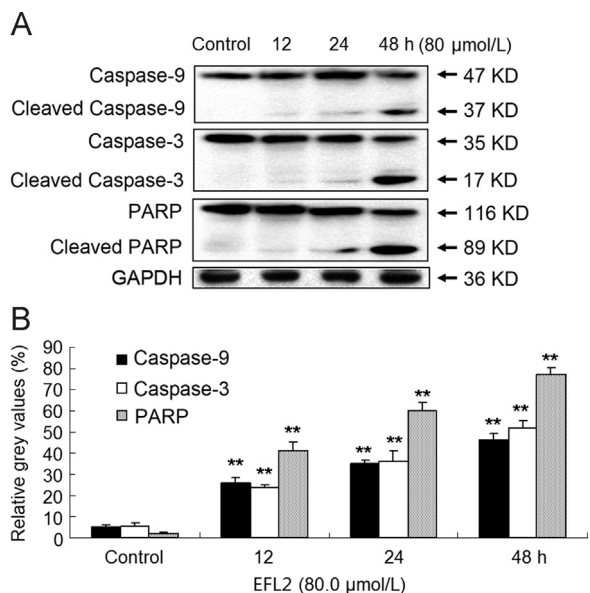 A
Control 12 24 48 h (80 μmol/L)
Caspase-9 47 KD
Cleaved Caspase-9 37 KD
Caspase-3 35 KD
Cleaved Caspase-3 17 KD
PARP 116 KD
Cleaved PARP 89 KD
GAPDH 36 KD
B
Relative grey values (%)
90
80
70
60
50
40
30
20
10
0
Caspase-9
Caspase-3
PARP
** ** **
** ** **
** ** **
Control 12 24 48 h
EFL2 (80.0 μmol/L)